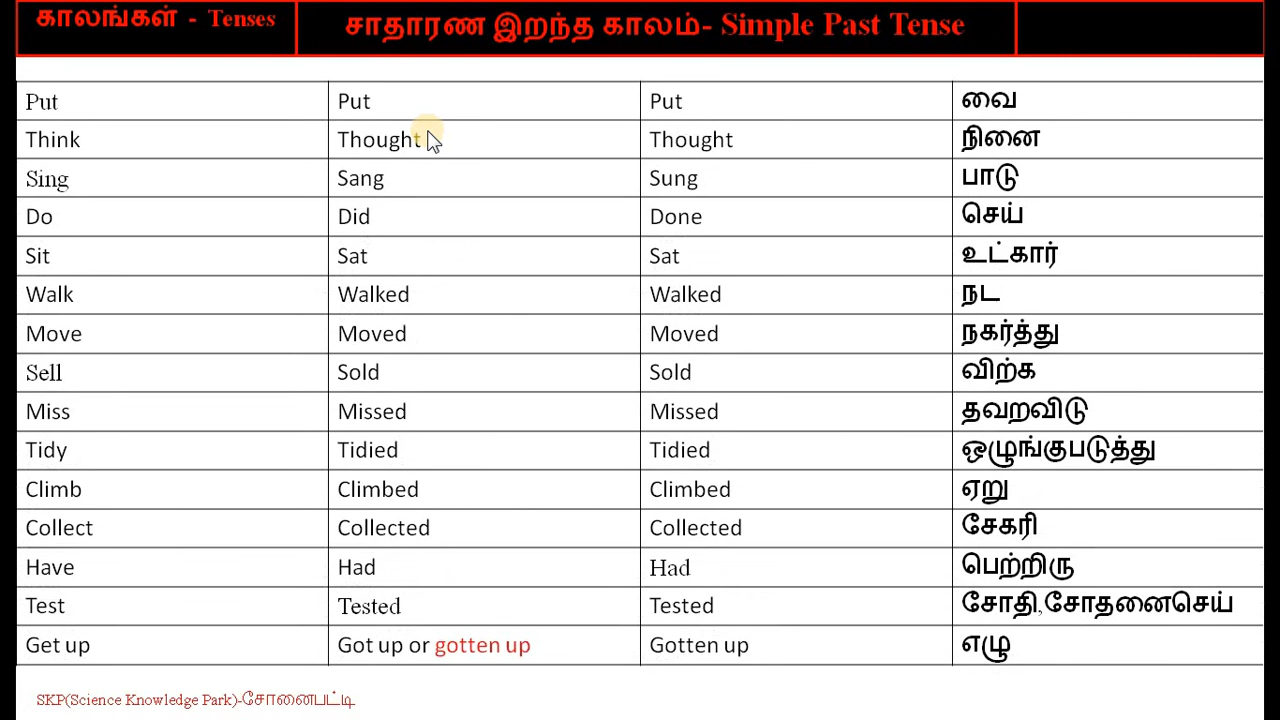 காலங்கள் - Tenses சாதாரண இறந்த காலம்- Simple Past Tense
Put Put Put வை
Think Thought Thought நினை
Sing Sang Sung பாடு
Do Did Done செய்
Sit Sat Sat உட்கார்
Walk Walked Walked நட
Move Moved Moved நகர்த்து
Sell Sold Sold விற்க
Miss Missed Missed தவறவிடு
Tidy Tidied Tidied ஒழுங்குபடுத்து
Climb Climbed Climbed ஏறு
Collect Collected Collected சேகரி
Have Had Had பெற்றிரு
Test Tested Tested சோதி,சோதனைசெய்
Get up Got up or gotten up Gotten up எழு
SKP(Science Knowledge Park)-சோனைபட்டி